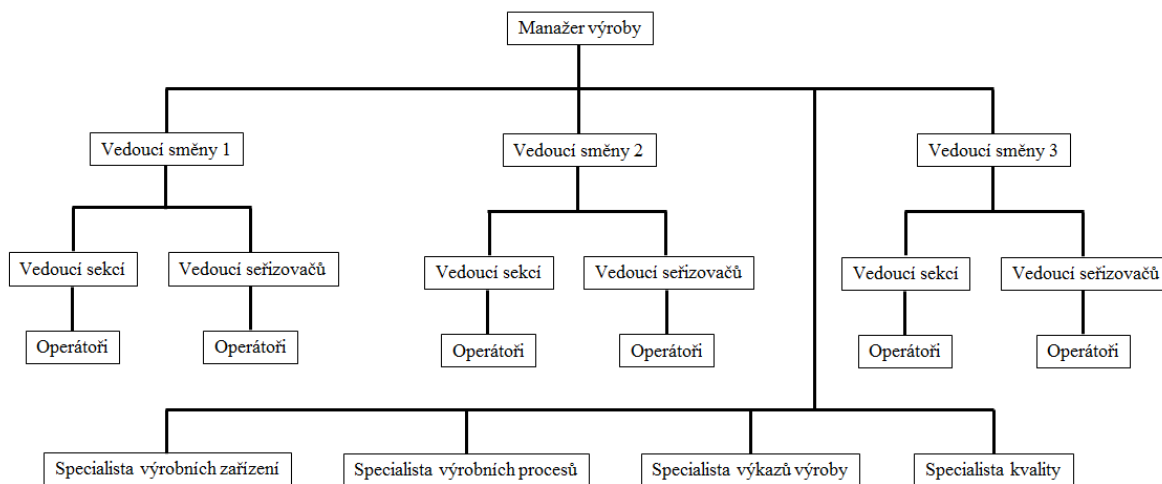 Manažer výroby
Vedoucí směny 1
Vedoucí směny 2
Vedoucí směny 3
Vedoucí sekcí
Vedoucí seřizovačů
Vedoucí sekcí
Vedoucí seřizovačů
Vedoucí sekcí
Vedoucí seřizovačů
Operátoři
Operátoři
Operátoři
Operátoři
Operátoři
Operátoři
Specialista výrobních zařízení
Specialista výrobních procesů
Specialista výkazů výroby
Specialista kvality